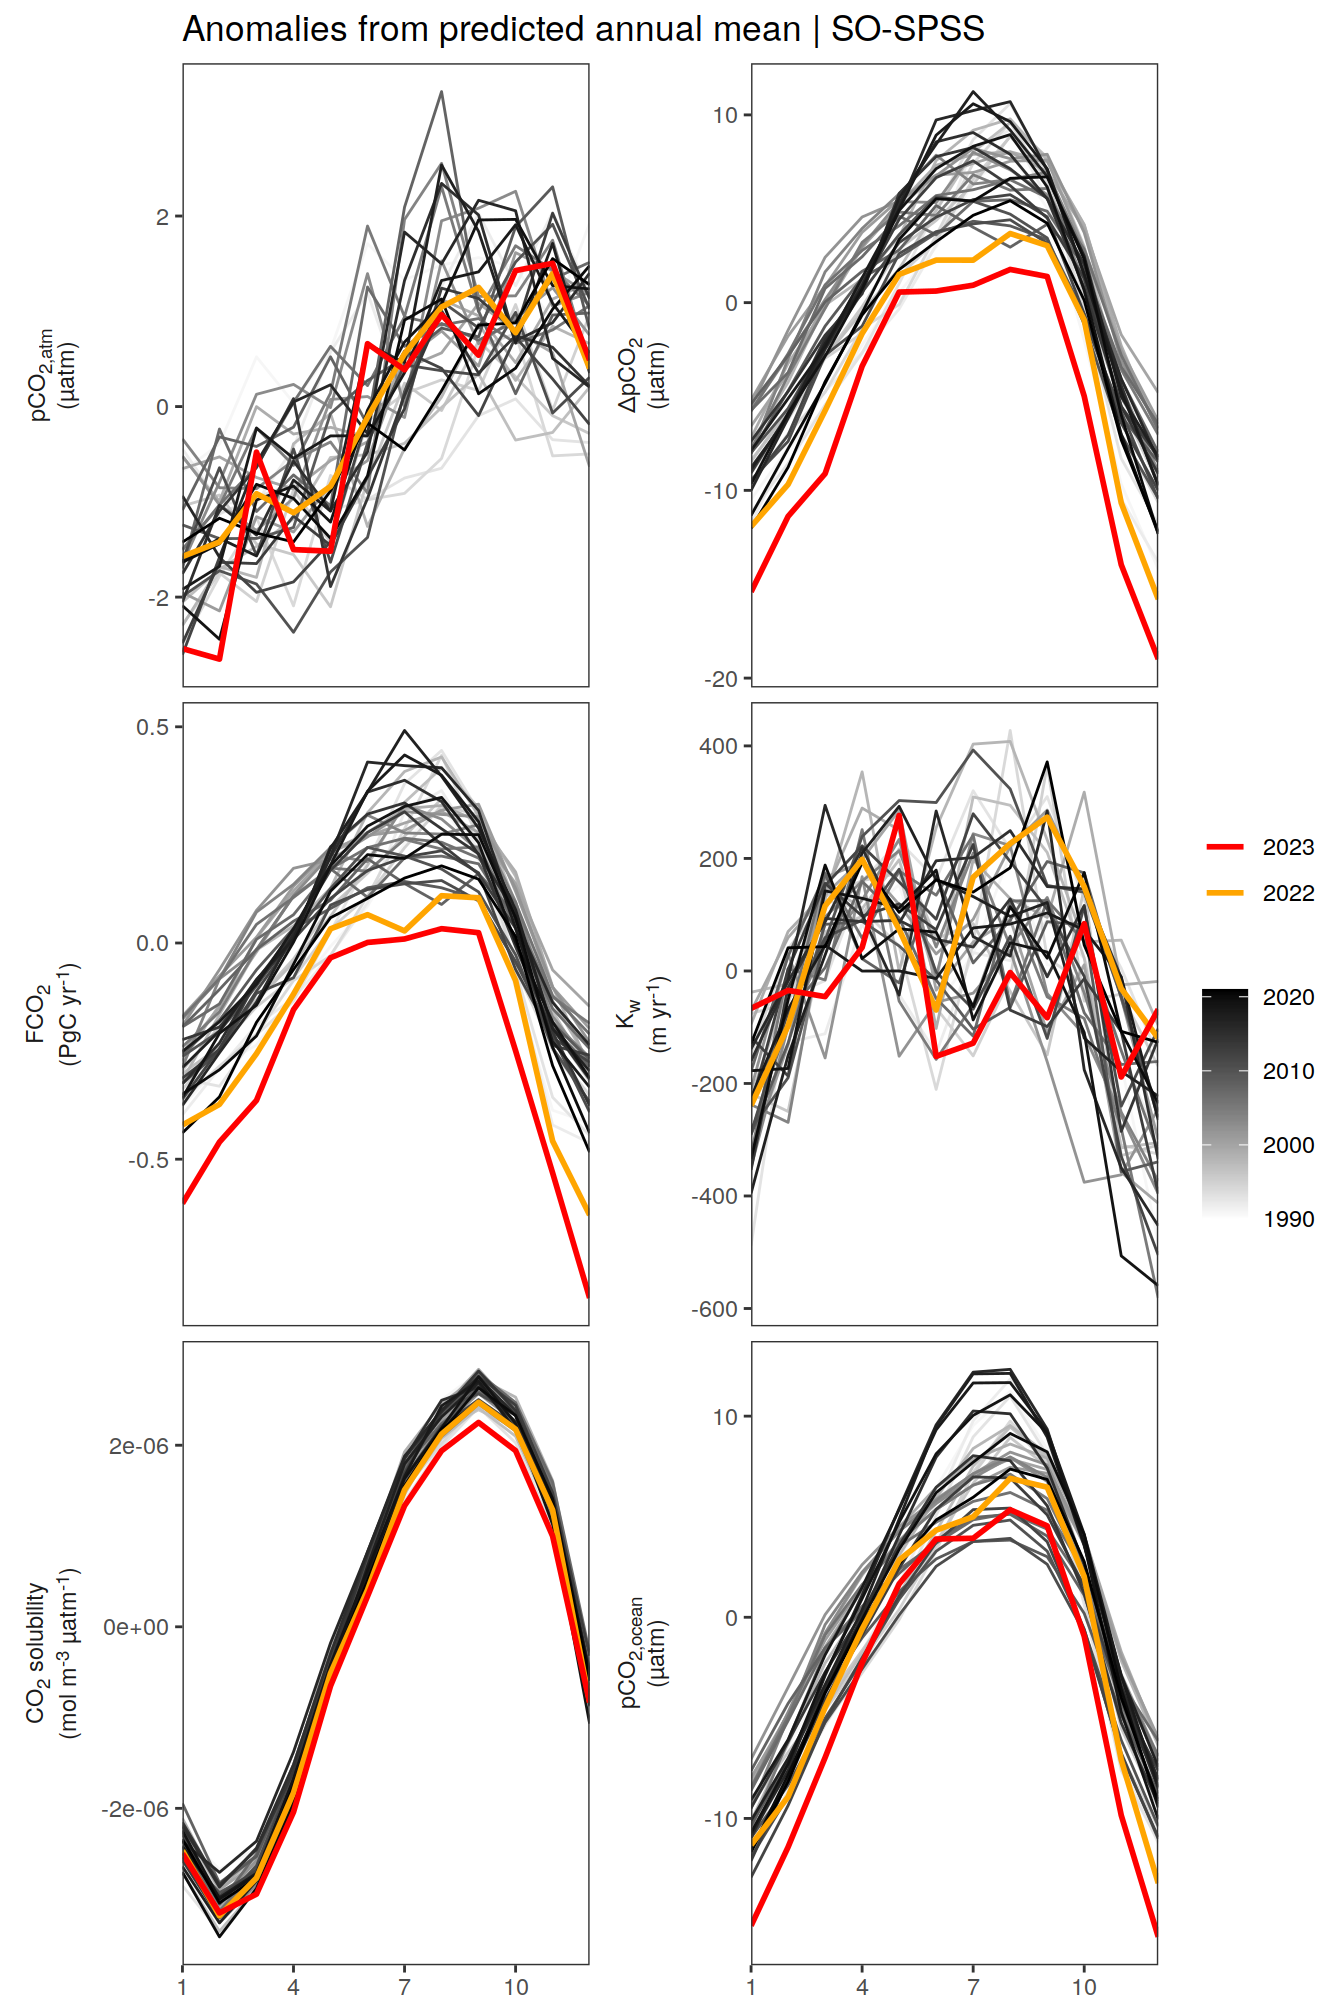 Anomalies from predicted annual mean | SO-SPSS
pCO2,atm
(µatm)
2
0
-2
ΔpCO2
(µatm)
10
0
-10
-20
FCO2
(PgC yr-1)
0.5
0.0
-0.5
Kw
(m yr-1)
400
200
0
-200
-400
-600
2023
2022
2020
2010
2000
1990
CO2 solubility
(mol m-3 µatm-1)
2e-06
0e+00
-2e-06
1 4 7 10
pCO2,ocean
(µatm)
10
0
-10
1 4 7 10